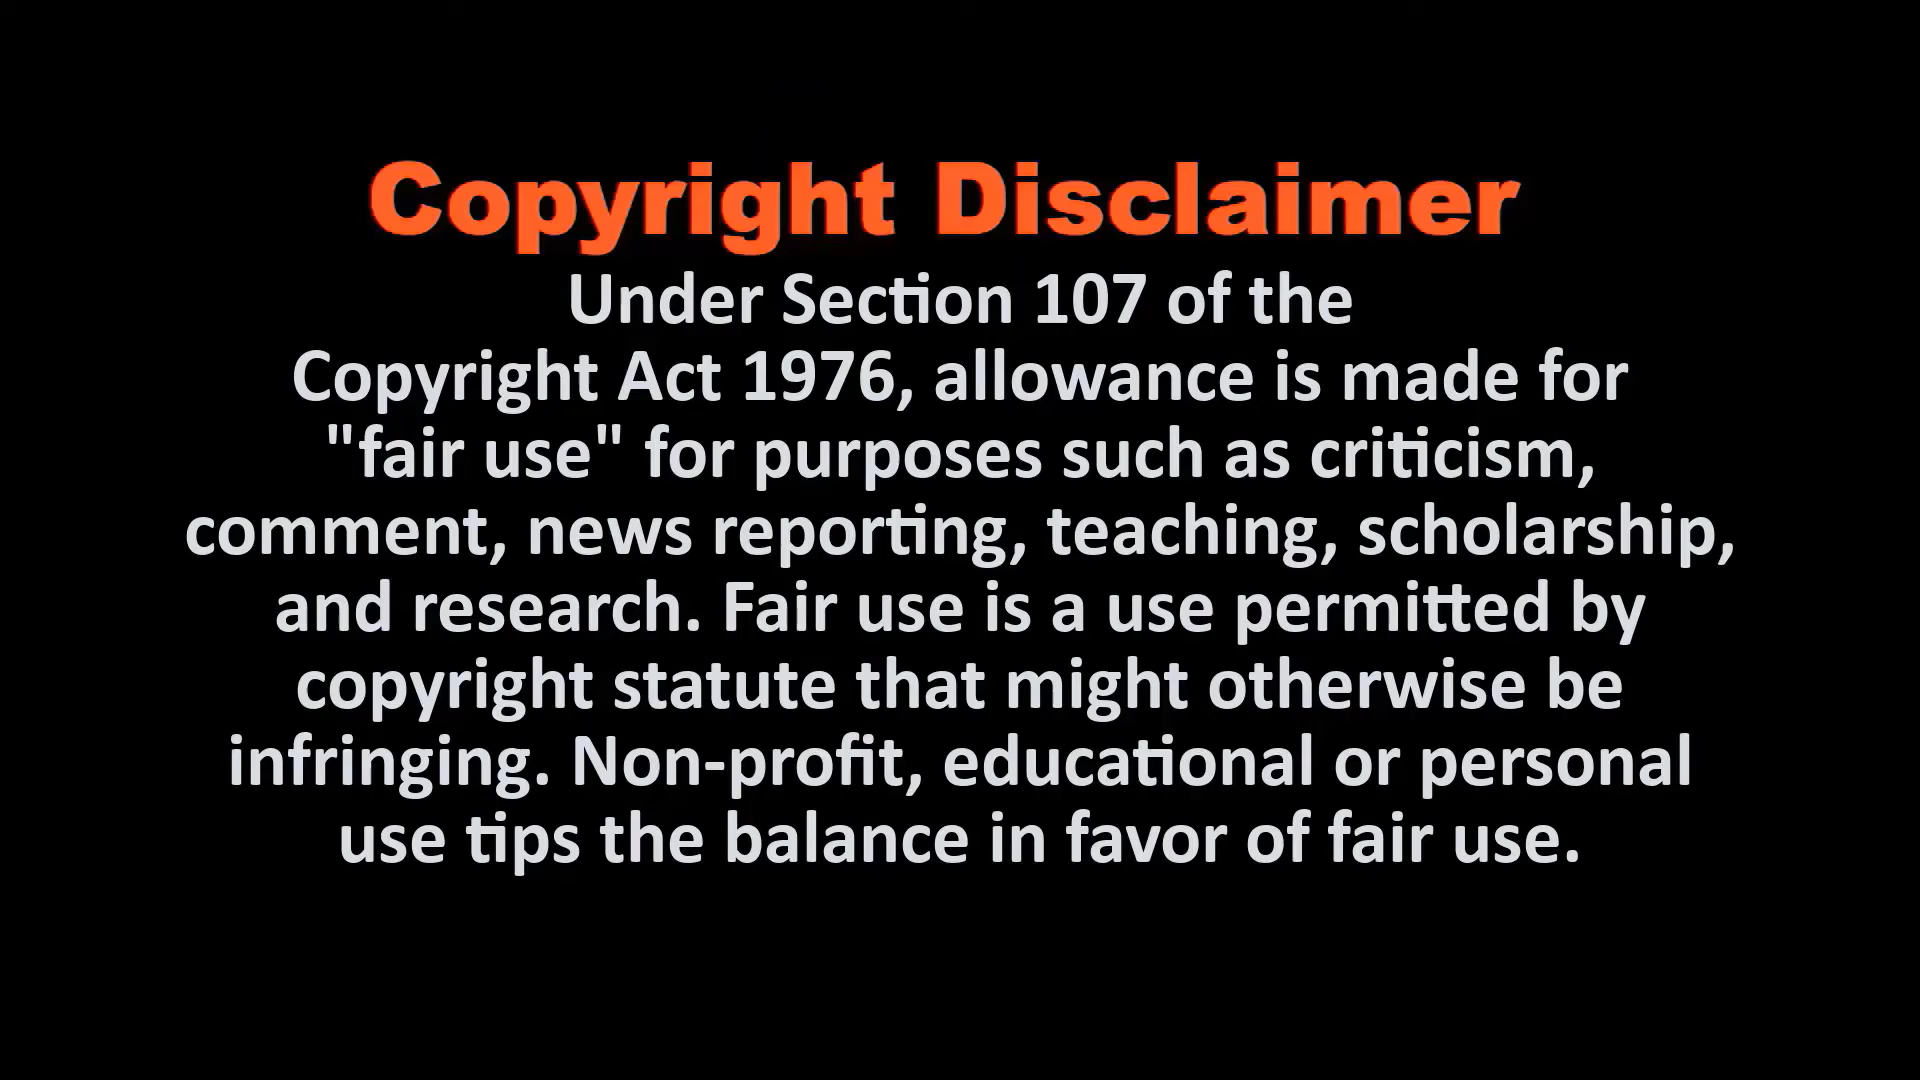 Copyright Disclaimer
Under Section 107 of the
Copyright Act 1976, allowance is made for
"fair use" for purposes such as criticism,
comment, news reporting, teaching, scholarship,
and research. Fair use is a use permitted by
copyright statute that might otherwise be
infringing. Non-profit, educational or personal
use tips the balance in favor of fair use.